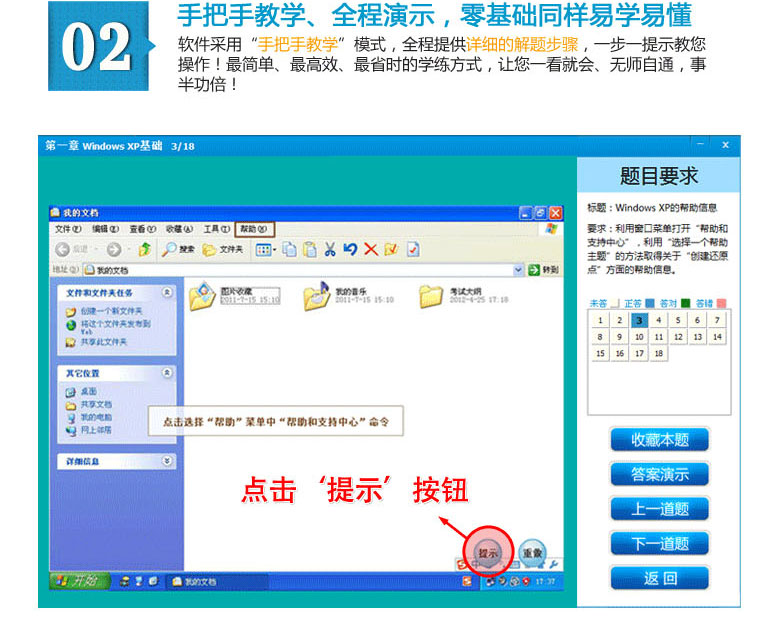 02
手把手教学、全程演示，零基础同样易学易懂
软件采用“手把手教学”模式，全程提供详细的解题步骤，一步一提示教您
操作！最简单、最高效、最省时的学练方式，让您一看就会、无师自通，事
半功倍！
第一章 Windows XP基础 3/18
题目要求
标题：Windows XP的帮助信息
要求：利用窗口菜单打开“帮助和
支持中心”，利用“选择一个帮助
主题”的方法取得关于“创建还原
点”方面的帮助信息。
未答 正答 答对 答错
1 2 3 4 5 6 7
8 9 10 11 12 13 14
15 16 17 18
收藏本题
答案演示
上一道题
下一道题
返回
我的文档
文件(F) 编辑(E) 查看(V) 收藏(A) 工具(T) 帮助(H)
后退 搜索 文件夹
地址(D) 我的文档 转到
文件和文件夹任务
创建一个新文件夹
将这个文件夹发布到
Web
共享此文件夹
其它位置
桌面
共享文档
我的电脑
网上邻居
详细信息
图片收藏
2011-7-15 15:10
我的音乐
2011-7-15 15:10
考试大纲
2012-4-25 17:18
点击选择“帮助”菜单中“帮助和支持中心”命令
点击‘提示’按钮
提示 重做
开始 我的文档 17:37